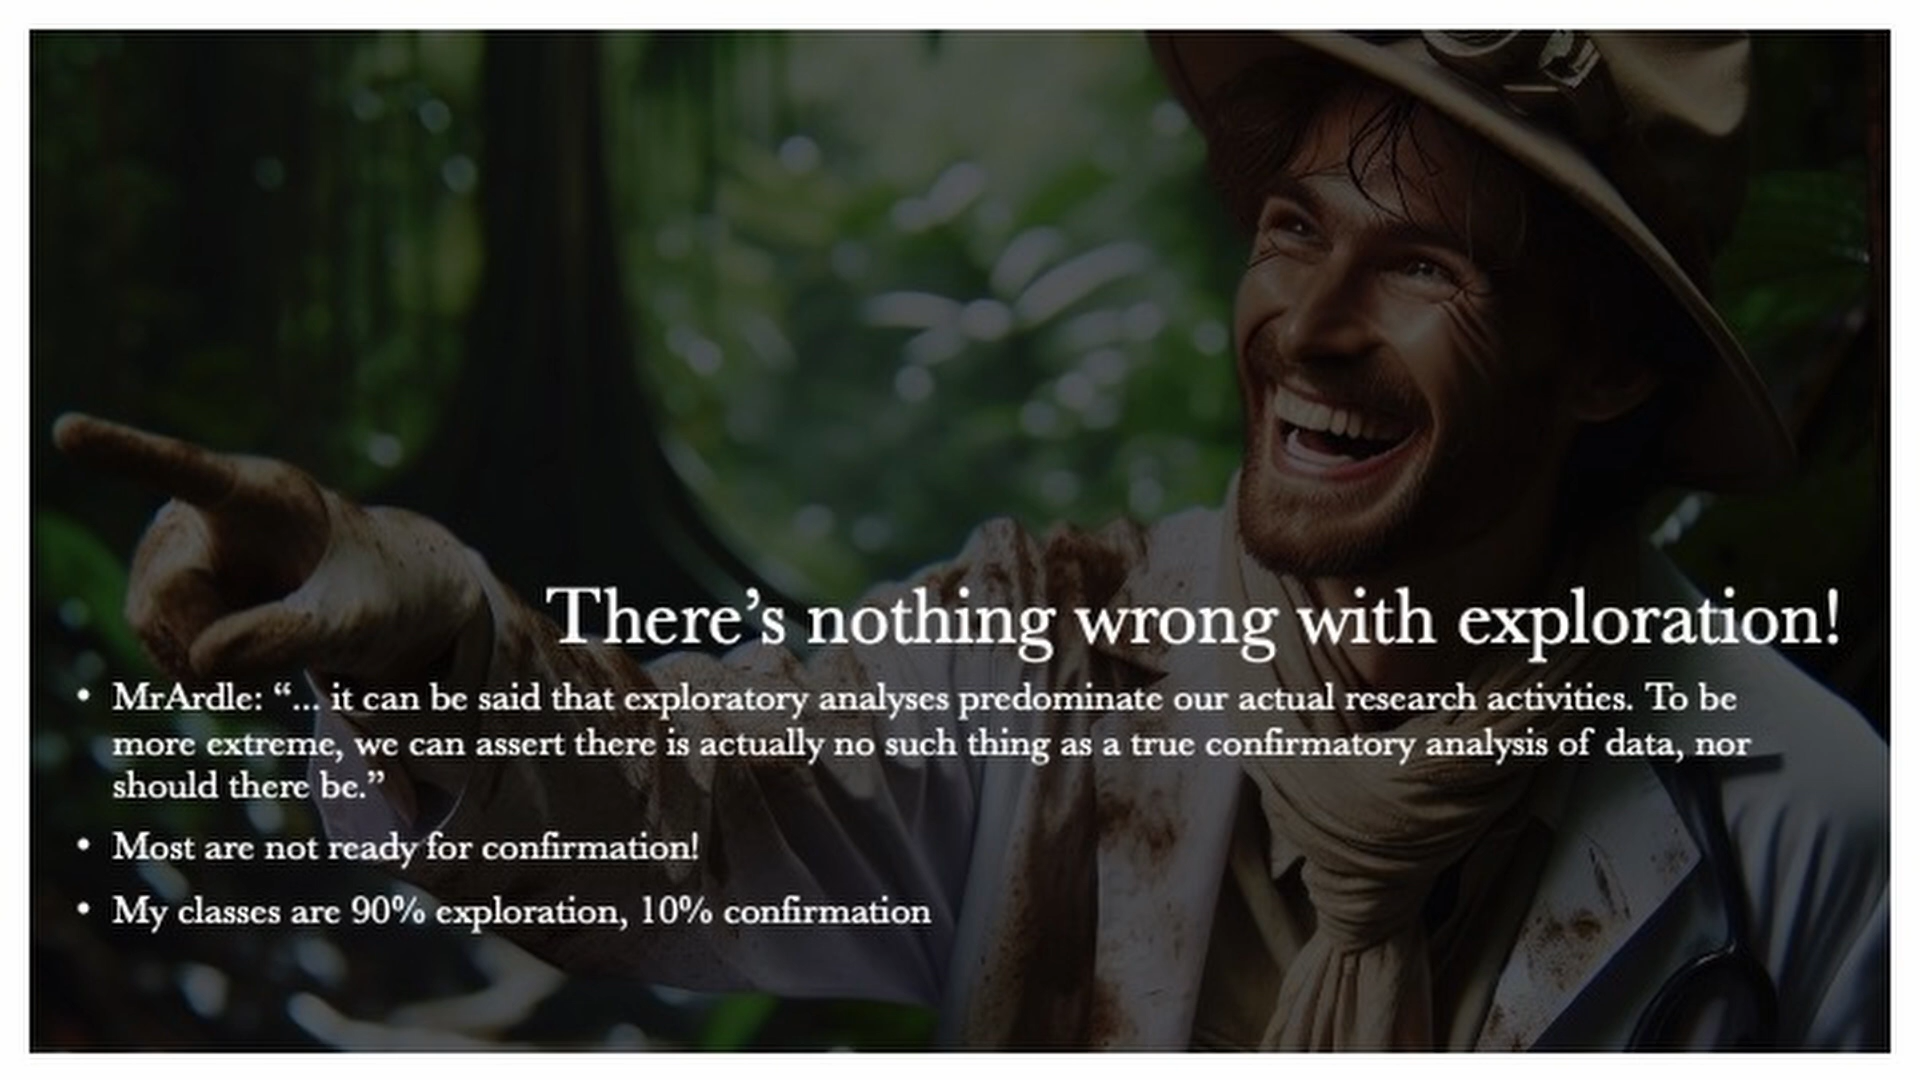 There’s nothing wrong with exploration!
• MrArdle: “... it can be said that exploratory analyses predominate our actual research activities. To be
more extreme, we can assert there is actually no such thing as a true confirmatory analysis of data, nor
should there be.”
• Most are not ready for confirmation!
• My classes are 90% exploration, 10% confirmation